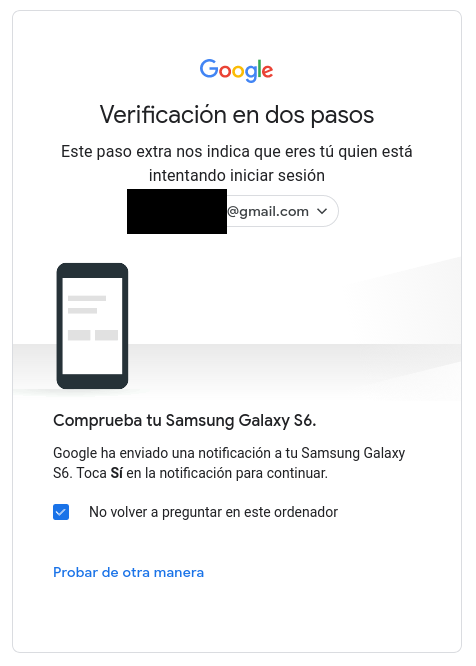 Google
Verificación en dos pasos
Este paso extra nos indica que eres tú quien está
intentando iniciar sesión
@gmail.com
Comprueba tu Samsung Galaxy S6.
Google ha enviado una notificación a tu Samsung Galaxy
S6. Toca Sí en la notificación para continuar.
No volver a preguntar en este ordenador
Probar de otra manera